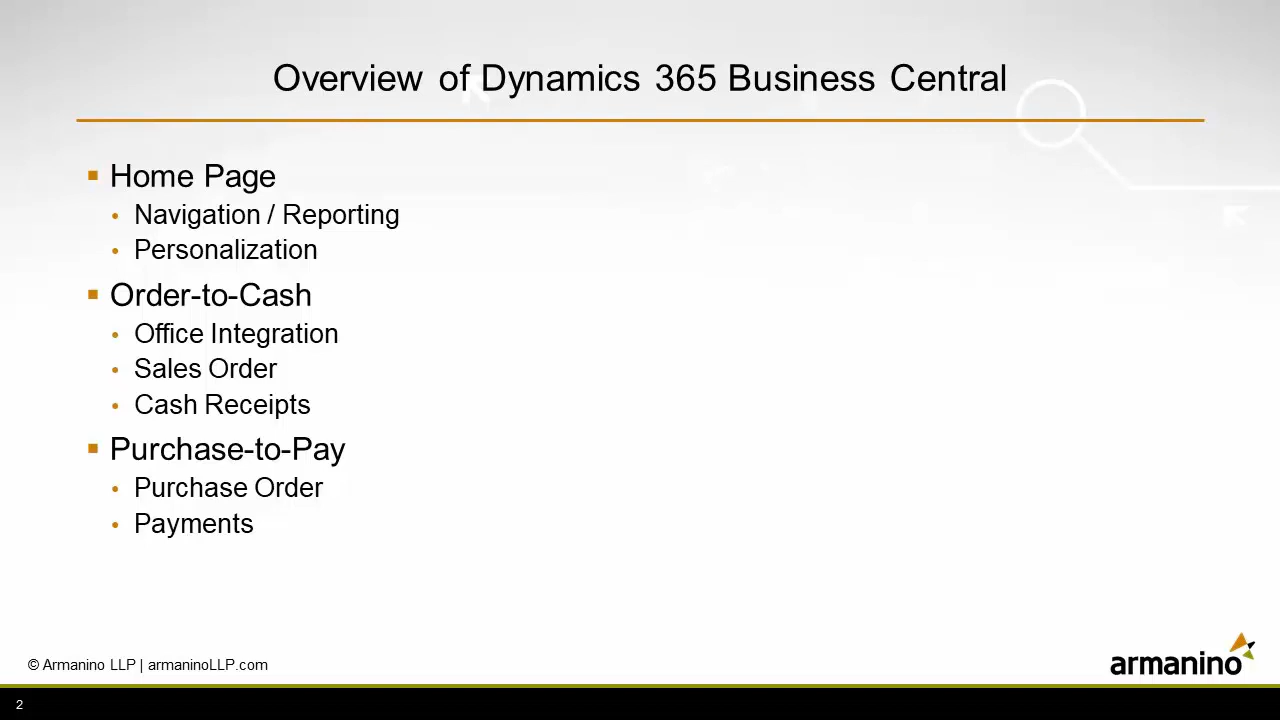 Overview of Dynamics 365 Business Central
Home Page
Navigation / Reporting
Personalization
Order-to-Cash
Office Integration
Sales Order
Cash Receipts
Purchase-to-Pay
Purchase Order
Payments
© Armanino LLP | armaninoLLP.com
armanino
2